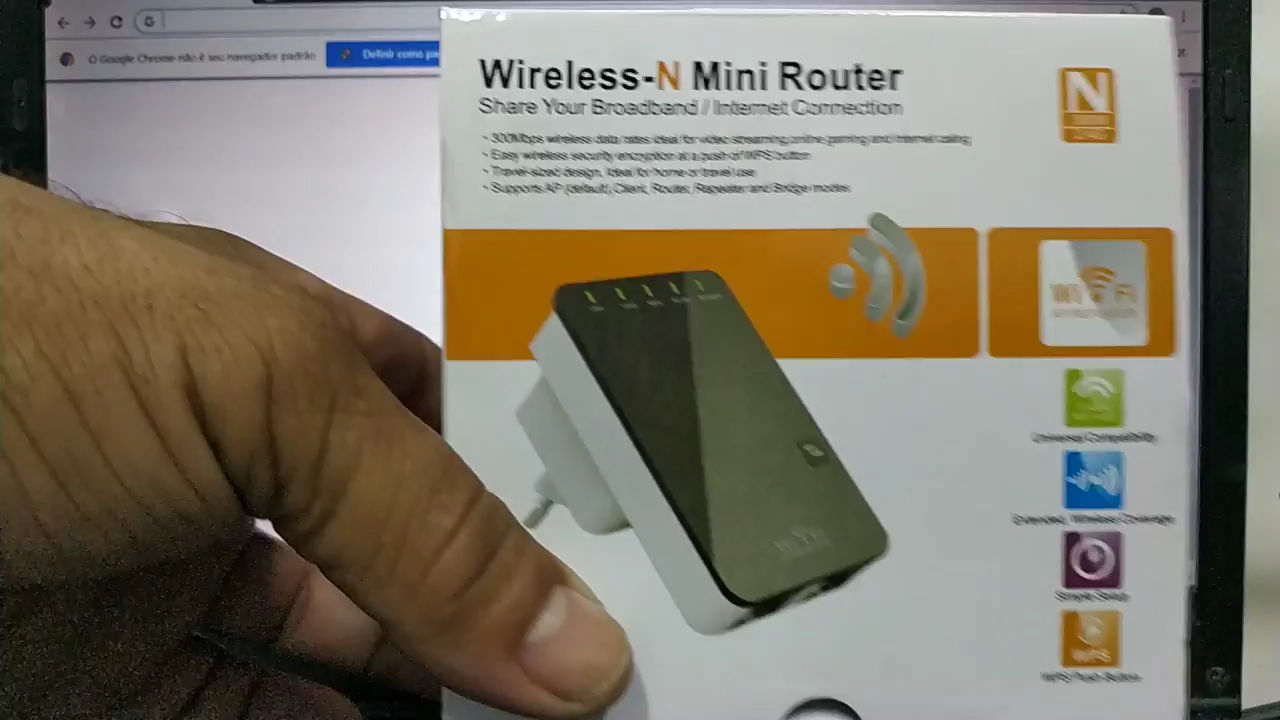 O Google Chrome não é seu navegador padrão
Definir como pa
Wireless-N Mini Router
Share Your Broadband / Internet Connection
• 300Mbps wireless data rates ideal for video streaming, online gaming and internet calling
• Easy wireless security encryption at a push of WPS button
• Travel-sized design, Ideal for home or travel use
• Supports AP (default), Client, Router, Repeater and Bridge modes
N
Wi Fi
Universal Compatibility
Extended Wireless Coverage
Simple Setup
WPS
WPS Push Button